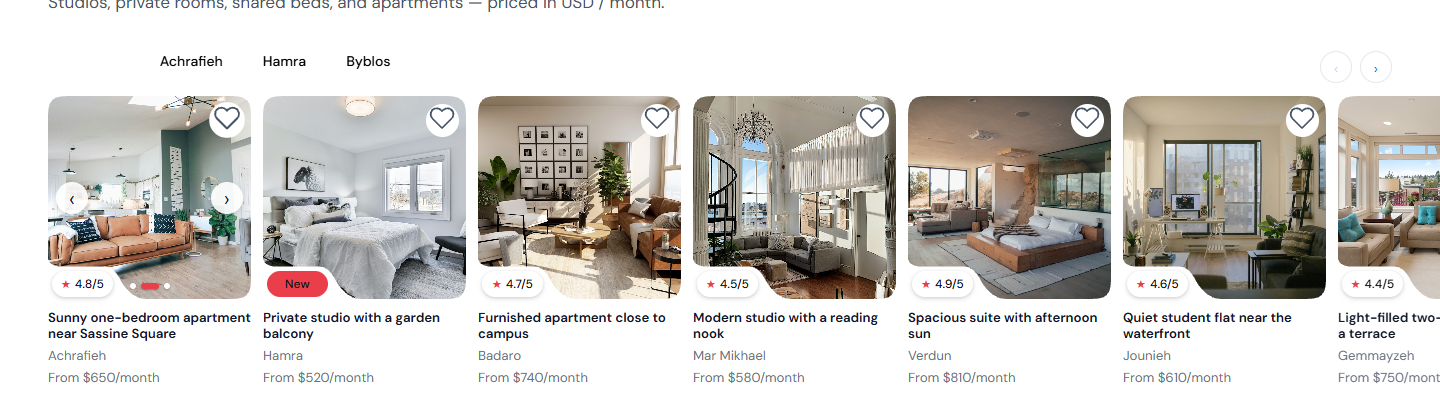 Studios, private rooms, shared beds, and apartments — priced in USD / month.
Achrafieh Hamra Byblos
‹ ›
‹ ›
★ 4.8/5
New
★ 4.7/5
★ 4.5/5
★ 4.9/5
★ 4.6/5
★ 4.4/5
Sunny one-bedroom apartment
near Sassine Square
Achrafieh
From $650/month
Private studio with a garden
balcony
Hamra
From $520/month
Furnished apartment close to
campus
Badaro
From $740/month
Modern studio with a reading
nook
Mar Mikhael
From $580/month
Spacious suite with afternoon
sun
Verdun
From $810/month
Quiet student flat near the
waterfront
Jounieh
From $610/month
Light-filled two-
a terrace
Gemmayzeh
From $750/mont